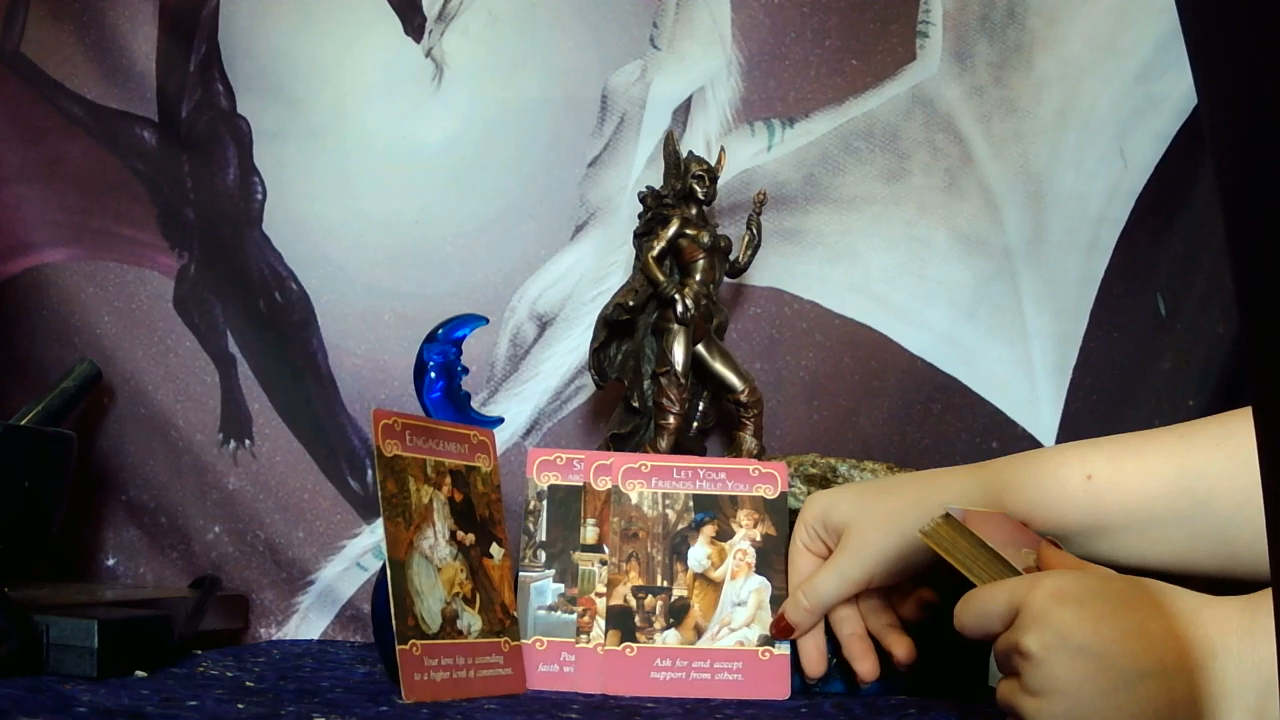 ENGAGEMENT
Your love life is ascending
to a higher level of commitment.
LET YOUR
FRIENDS HELP YOU
Ask for and accept
support from others.
faith